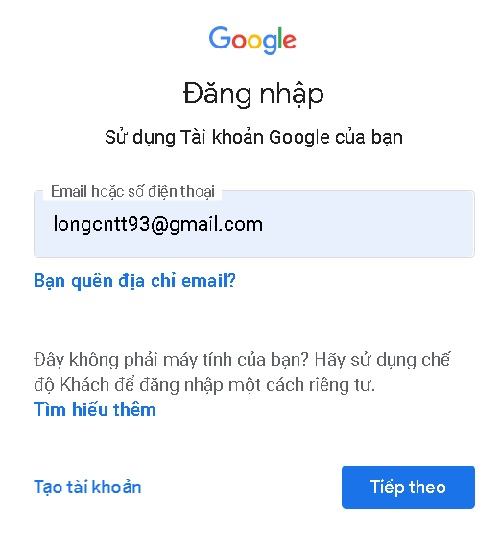 Google
Đăng nhập
Sử dụng Tài khoản Google của bạn
Email hoặc số điện thoại
longcntt93@gmail.com
Bạn quên địa chỉ email?
Đây không phải máy tính của bạn? Hãy sử dụng chế
độ Khách để đăng nhập một cách riêng tư.
Tìm hiểu thêm
Tạo tài khoản
Tiếp theo